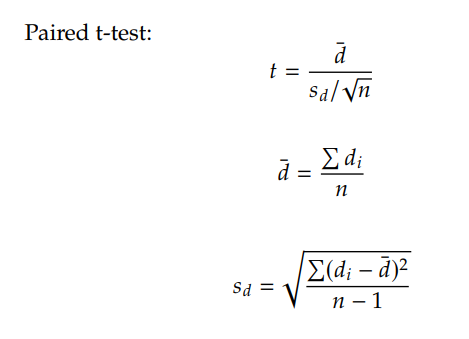 Paired t-test:
t = d̄ / (s_d/√n)
d̄ = ∑ d_i / n
s_d = √(∑(d_i − d̄)² / (n − 1))